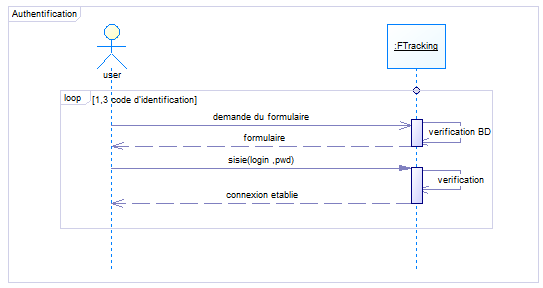 Authentification
:FTracking
user
loop
[1,3 code d'identification]
demande du formulaire
verification BD
formulaire
sisie(login ,pwd)
verification
connexion etablie